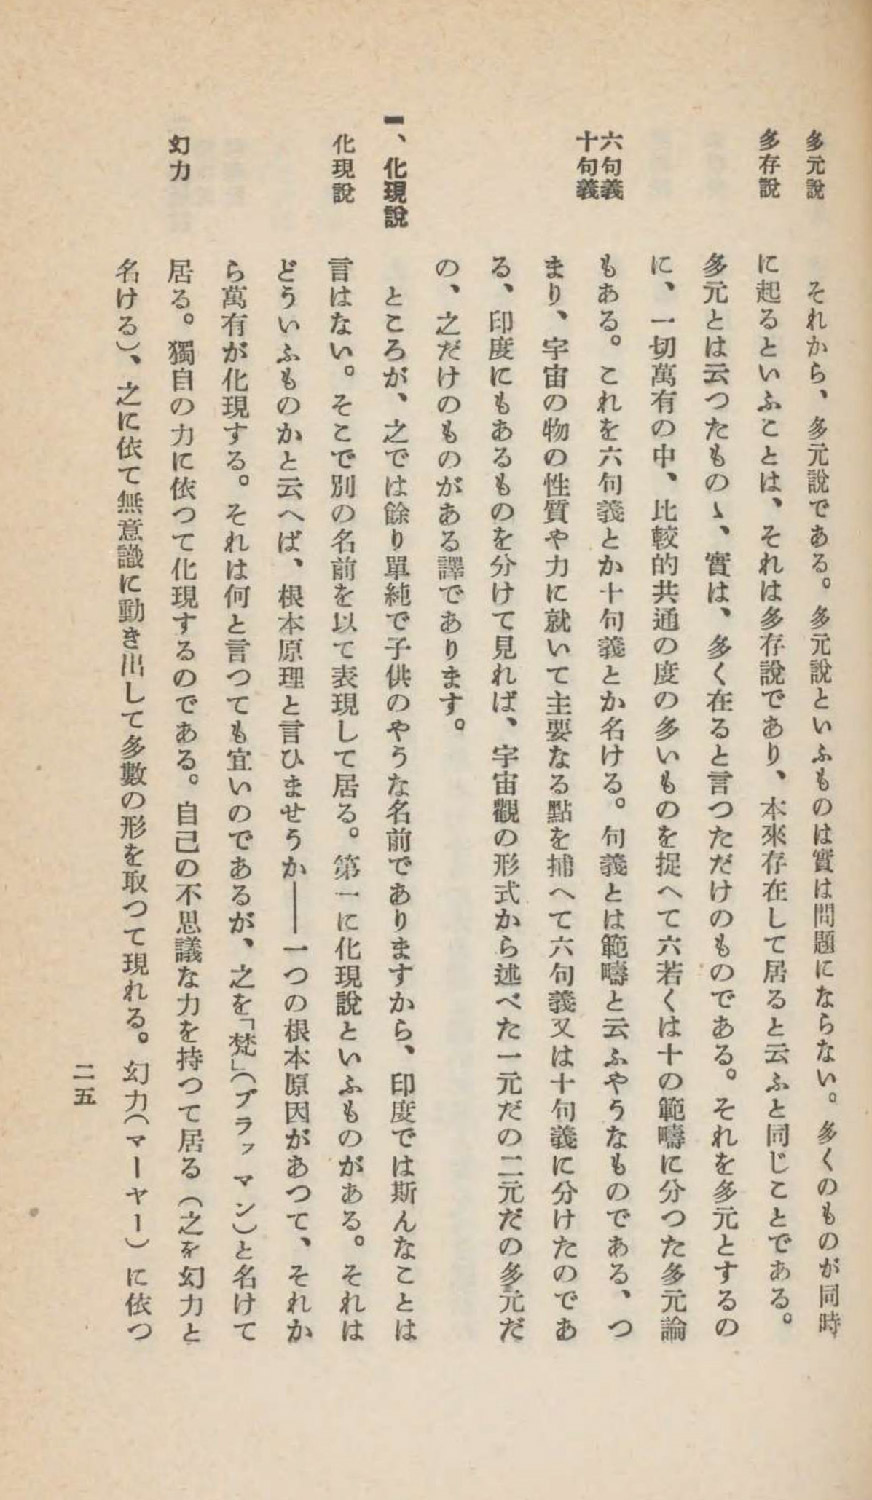 多元説
それから、多元說である。多元說といふものは實は問題にならない。多くのものが同時
多存説
に起るといふことは、それは多存說であり、本來存在して居ると云ふと同じことである。
多元とは云つたものゝ、實は、多く在ると言つただけのものである。それを多元とするの
に、一切萬有の中、比較的共通の度の多いものを捉へて六若くは十の範疇に分つた多元論
六句義
十句義
もある。これを六句義とか十句義とか名ける。句義とは範疇と云ふやうなものである、つ
まり、宇宙の物の性質や力に就いて主要なる點を捕へて六句義又は十句義に分けたのであ
る、印度にもあるものを分けて見れば、宇宙觀の形式から述べた一元だの二元だの多元だ
の、之だけのものがある譯であります。
一、化現說
ところが、之では餘り單純で子供のやうな名前でありますから、印度では斯んなことは
化現說
言はない。そこで別の名前を以て表現して居る。第一に化現說といふものがある。それは
どういふものかと云へば、根本原理と言ひませうか――一つの根本原因があつて、それか
ら萬有が化現する。それは何と言つても宜いのであるが、之を「梵」(ブラッマン)と名けて
幻力
居る。獨自の力に依つて化現するのである。自己の不思議な力を持つて居る(之を幻力と
名ける)、之に依て無意識に動き出して多數の形を取つて現れる。幻力(マーヤー)に依つ
二五